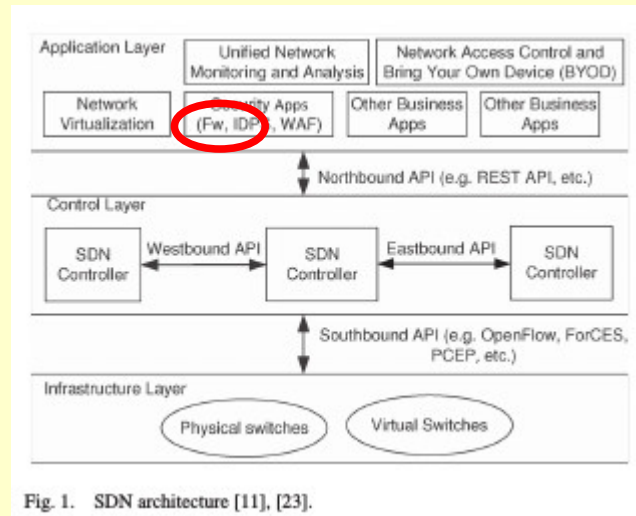 Application Layer
Unified Network
Monitoring and Analysis
Network Access Control and
Bring Your Own Device (BYOD)
Network
Virtualization
Security Apps
(Fw, IDPS, WAF)
Other Business
Apps
Other Business
Apps
Northbound API (e.g. REST API, etc.)
Control Layer
SDN
Controller
Westbound API
SDN
Controller
Eastbound API
SDN
Controller
Southbound API (e.g. OpenFlow, ForCES,
PCEP, etc.)
Infrastructure Layer
Physical switches
Virtual Switches
Fig. 1. SDN architecture [11], [23].